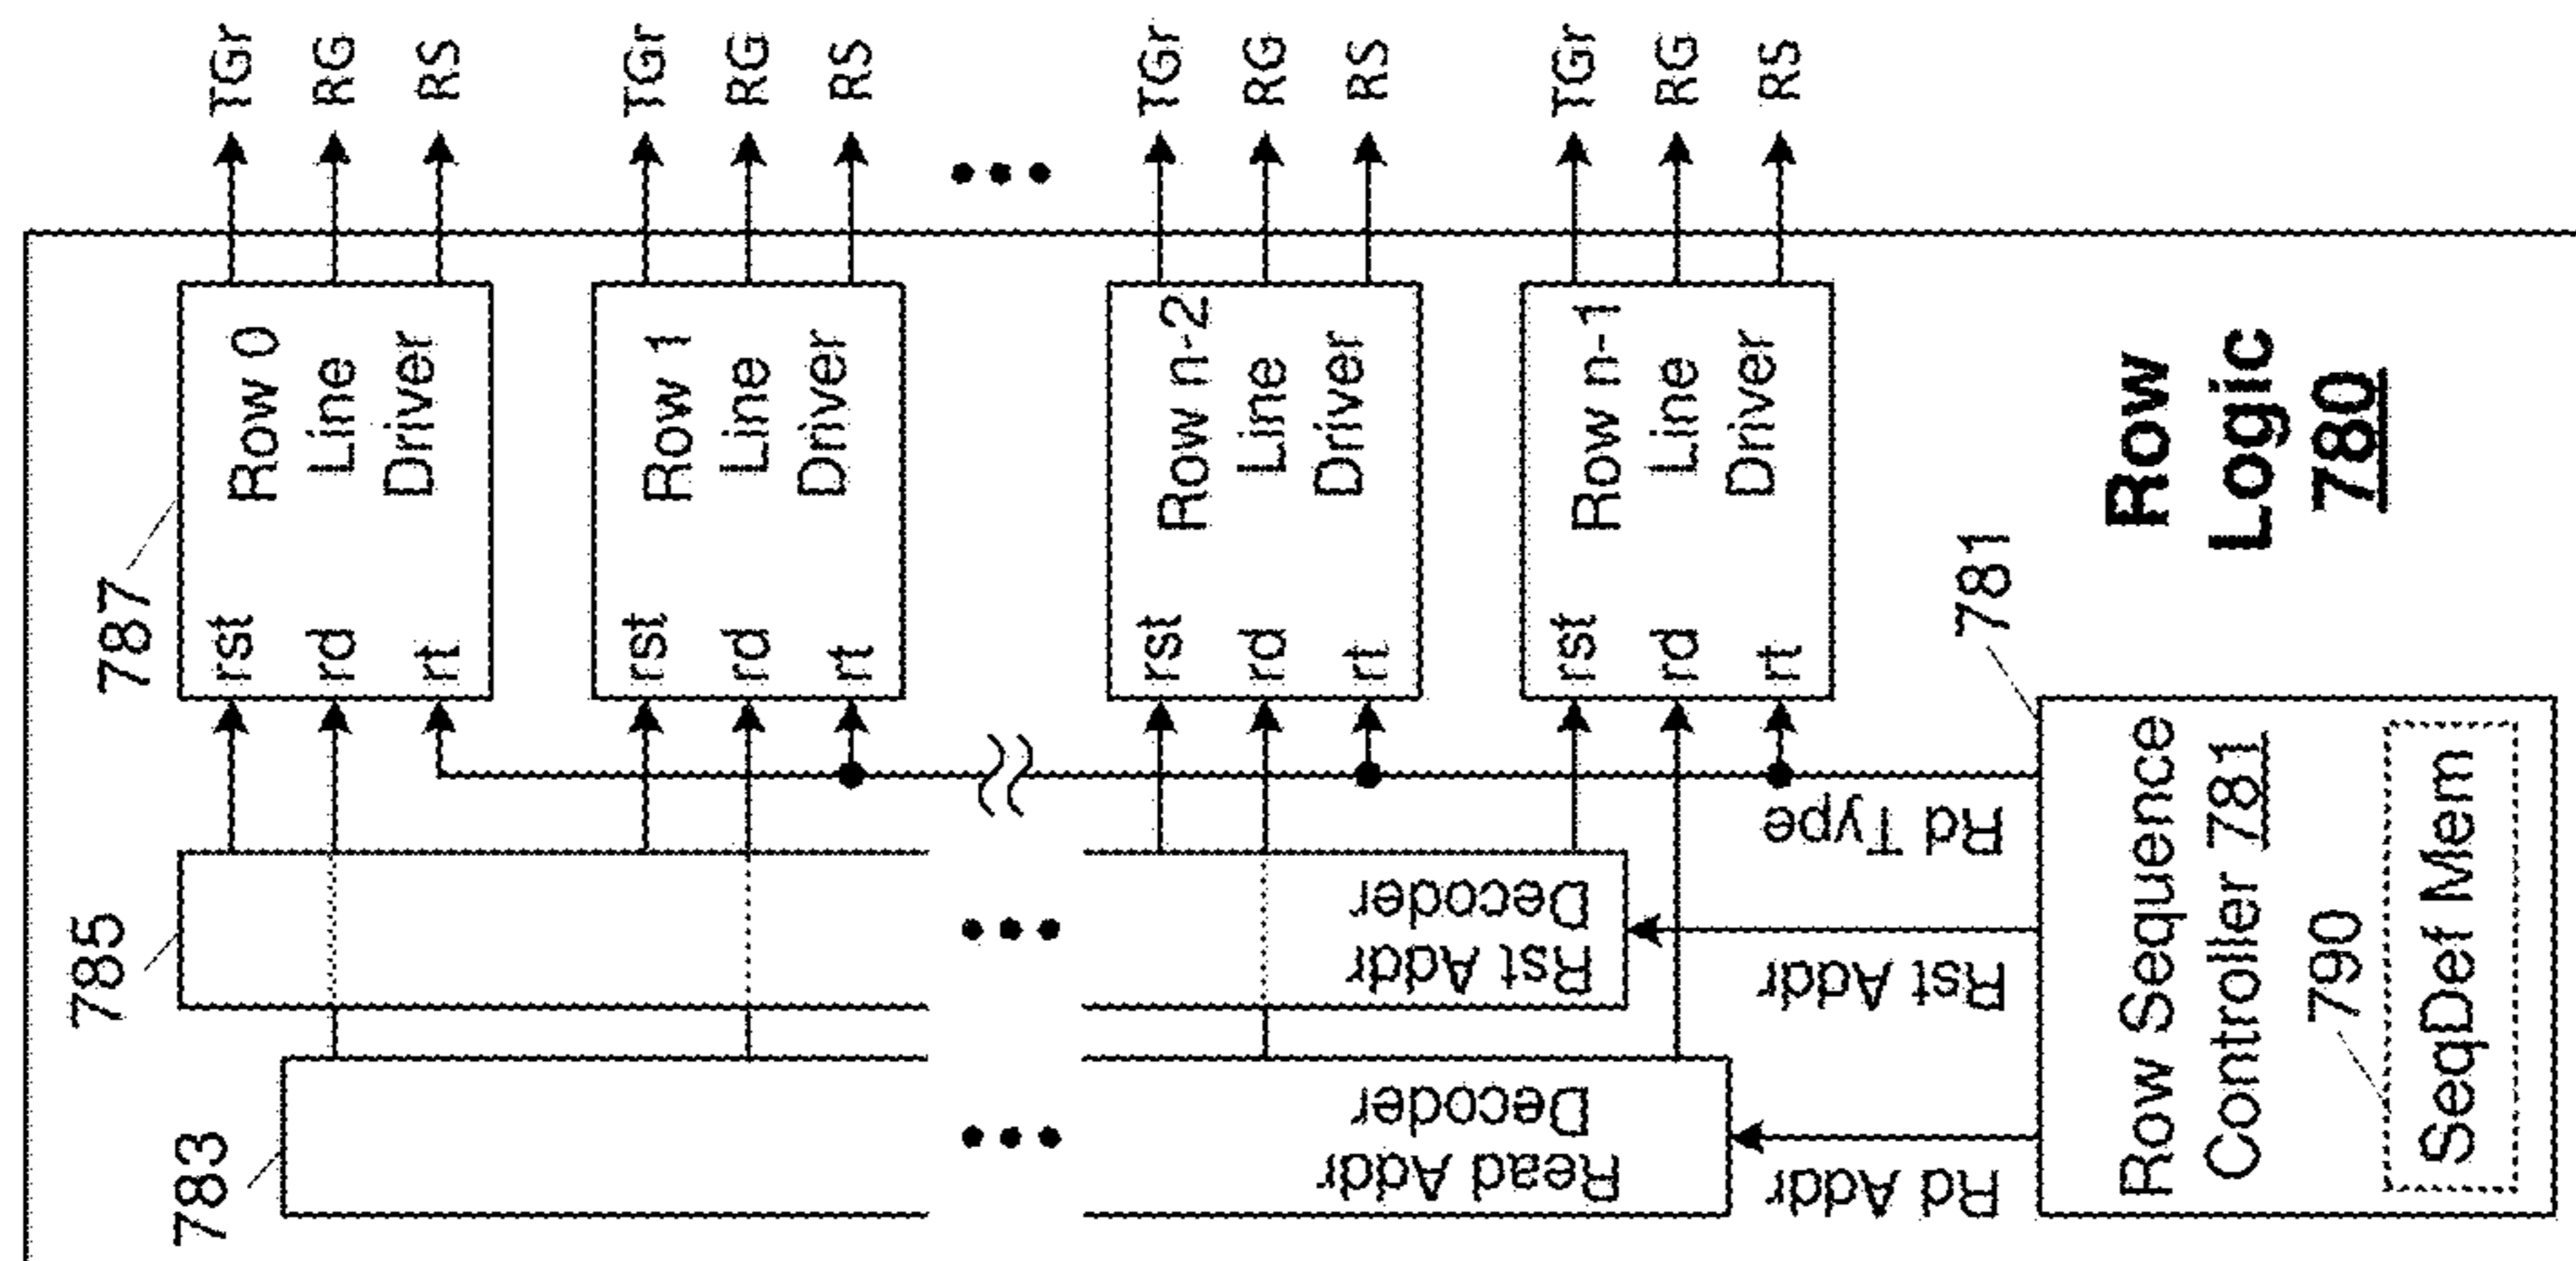 783
785
787
Read Addr
Decoder
Rst Addr
Decoder
rst
rd
rt
Row 0
Line
Driver
TGr
RG
RS
rst
rd
rt
Row 1
Line
Driver
TGr
RG
RS
rst
rd
rt
Row n-2
Line
Driver
TGr
RG
RS
rst
rd
rt
Row n-1
Line
Driver
TGr
RG
RS
Rd Addr
Rst Addr
Rd Type
781
Row Sequence
Controller 781
790
SeqDef Mem
Row
Logic
780